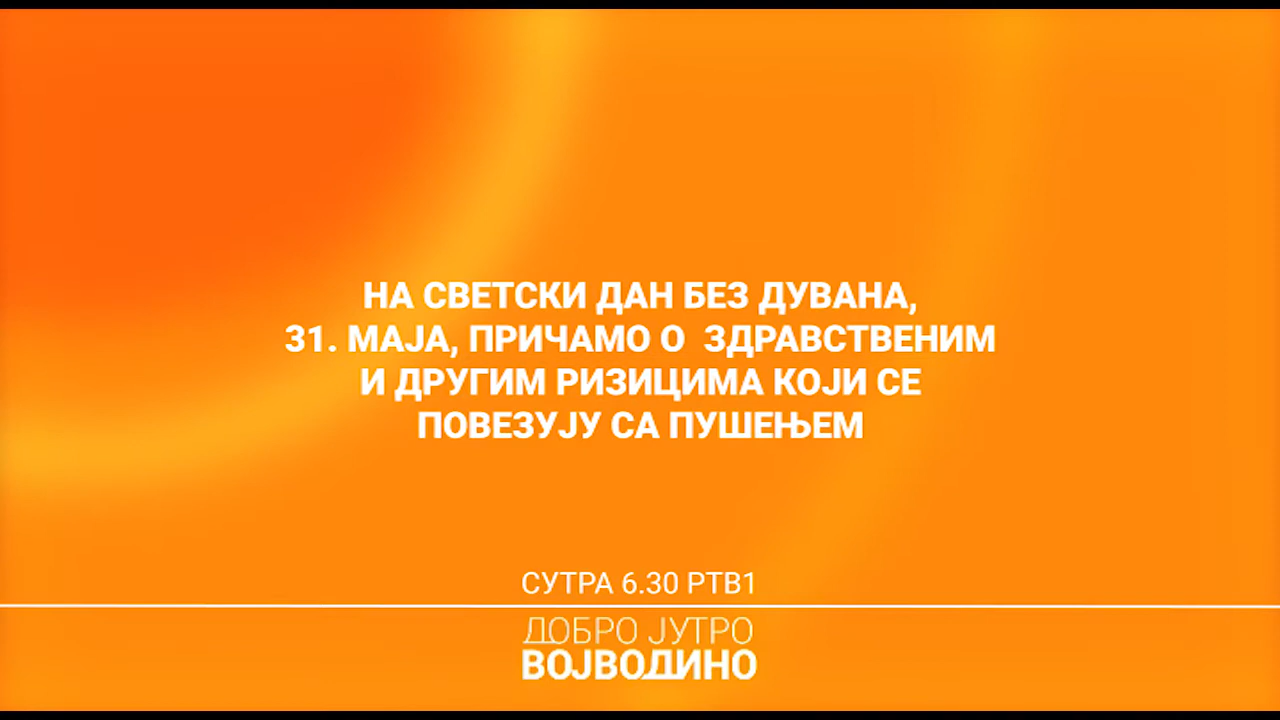 НА СВЕТСКИ ДАН БЕЗ ДУВАНА,
31. МАЈА, ПРИЧАМО О  ЗДРАВСТВЕНИМ
И ДРУГИМ РИЗИЦИМА КОЈИ СЕ
ПОВЕЗУЈУ СА ПУШЕЊЕМ
СУТРА 6.30 РТВ1
ДОБРО ЈУТРО
ВОЈВОДИНО